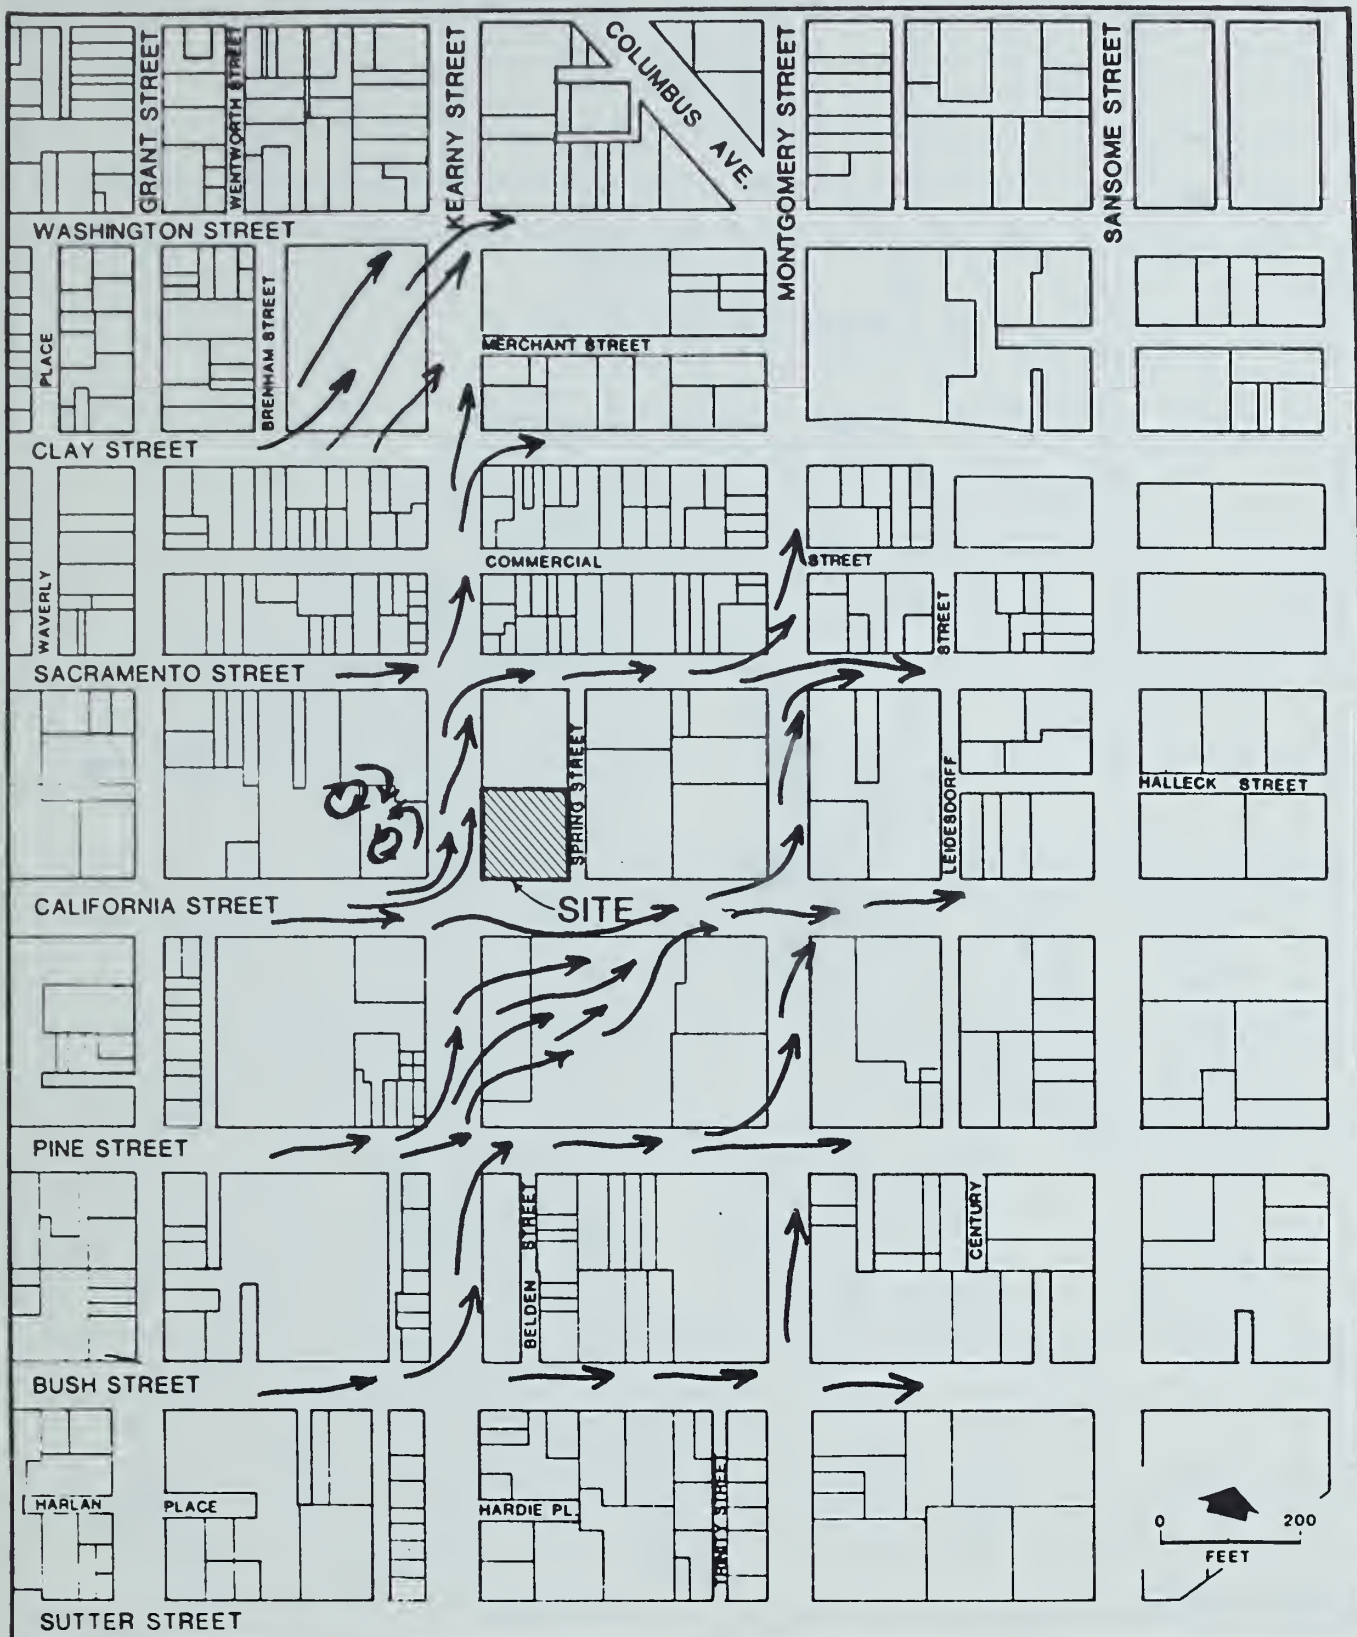 GRANT STREET
WENTWORTH STREET
KEARNY STREET
COLUMBUS AVE.
MONTGOMERY STREET
SANSOME STREET
WASHINGTON STREET
PLACE
BRENHAM STREET
MERCHANT STREET
CLAY STREET
WAVERLY
COMMERCIAL STREET
STREET
SACRAMENTO STREET
SPRING STREET
LEIDESDORFF
HALLECK STREET
CALIFORNIA STREET
SITE
PINE STREET
BELDEN STREET
CENTURY
BUSH STREET
HARLAN PLACE
HARDIE PL.
TRINITY STREET
0 200
FEET
SUTTER STREET